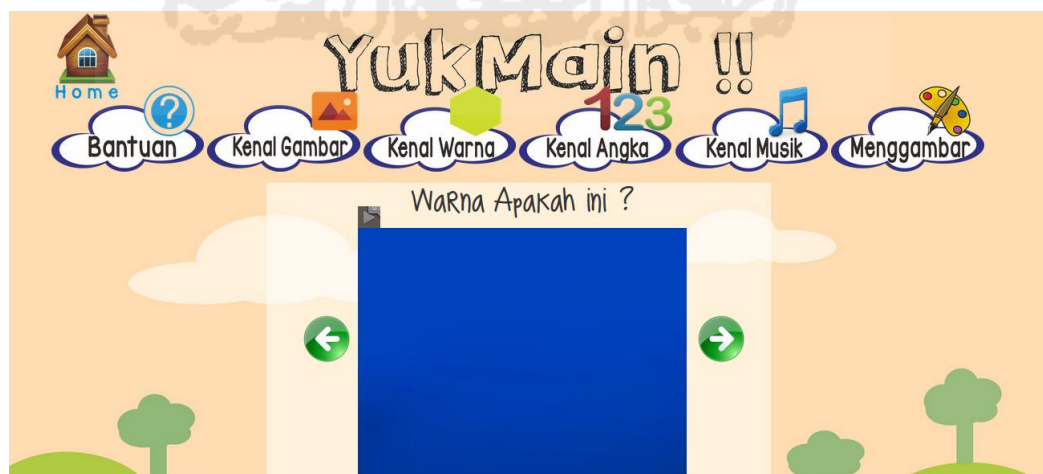 YukMain !!
Home
Bantuan
Kenal Gambar
Kenal Warna
123
Kenal Angka
Kenal Musik
Menggambar
WaRna ApaKah ini ?